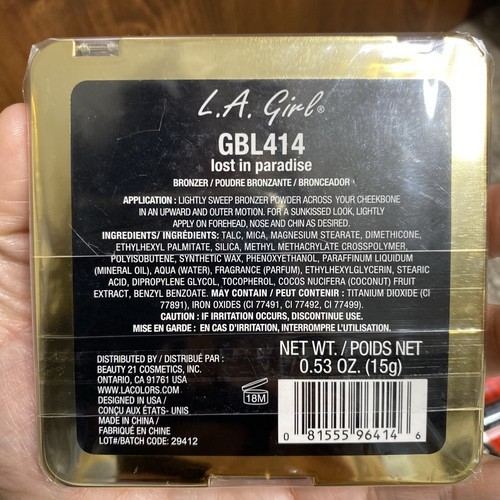 L.A. Girl®
GBL414
lost in paradise
BRONZER / POUDRE BRONZANTE / BRONCEADOR
APPLICATION : LIGHTLY SWEEP BRONZER POWDER ACROSS YOUR CHEEKBONE
IN AN UPWARD AND OUTER MOTION. FOR A SUNKISSED LOOK, LIGHTLY
APPLY ON FOREHEAD, NOSE AND CHIN AS DESIRED.
INGREDIENTS/ INGRÉDIENTS: TALC, MICA, MAGNESIUM STEARATE, DIMETHICONE,
ETHYLHEXYL PALMITATE, SILICA, METHYL METHACRYLATE CROSSPOLYMER,
POLYISOBUTENE, SYNTHETIC WAX, PHENOXYETHANOL, PARAFFINUM LIQUIDUM
(MINERAL OIL), AQUA (WATER), FRAGRANCE (PARFUM), ETHYLHEXYLGLYCERIN, STEARIC
ACID, DIPROPYLENE GLYCOL, TOCOPHEROL, COCOS NUCIFERA (COCONUT) FRUIT
EXTRACT, BENZYL BENZOATE. MAY CONTAIN / PEUT CONTENIR : TITANIUM DIOXIDE (CI
77891), IRON OXIDES (CI 77491, CI 77492, CI 77499).
CAUTION : IF IRRITATION OCCURS, DISCONTINUE USE.
MISE EN GARDE : EN CAS D'IRRITATION, INTERROMPRE L'UTILISATION.
NET WT. / POIDS NET
0.53 OZ. (15g)
DISTRIBUTED BY / DISTRIBUÉ PAR :
BEAUTY 21 COSMETICS, INC.
ONTARIO, CA 91761 USA
WWW.LACOLORS.COM
DESIGNED IN USA /
CONÇU AUX ÉTATS- UNIS
MADE IN CHINA /
FABRIQUÉ EN CHINE
LOT#/BATCH CODE: 29412
18M
0 81555 96414 6